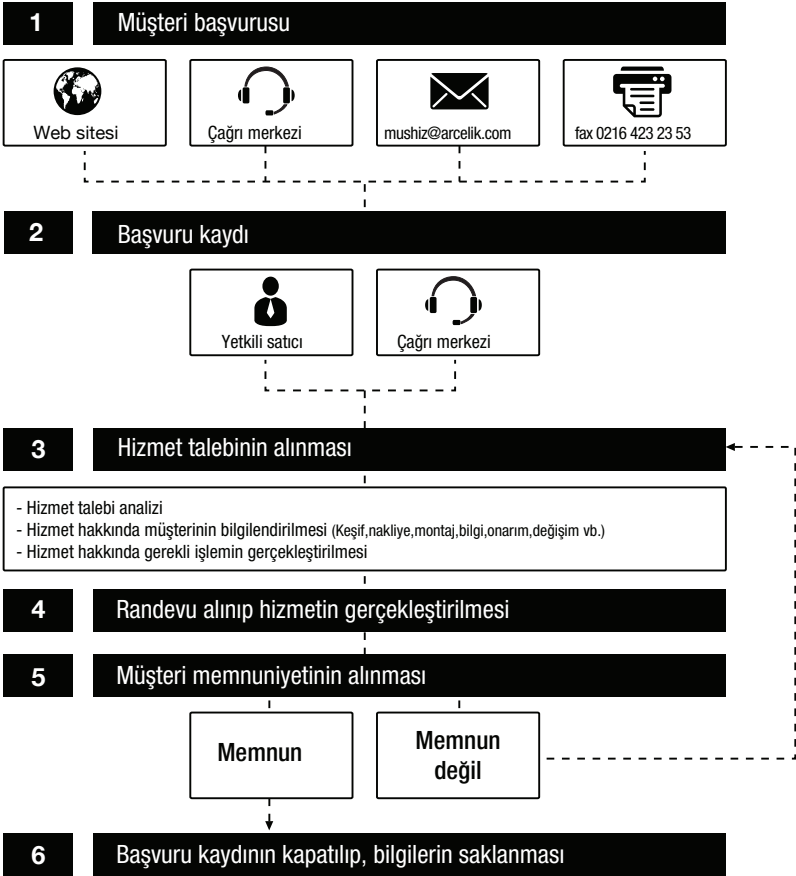 1 Müşteri başvurusu
Web sitesi
Çağrı merkezi
mushiz@arcelik.com
fax 0216 423 23 53
2 Başvuru kaydı
Yetkili satıcı
Çağrı merkezi
3 Hizmet talebinin alınması
- Hizmet talebi analizi
- Hizmet hakkında müşterinin bilgilendirilmesi (Keşif,nakliye,montaj,bilgi,onarım,değişim vb.)
- Hizmet hakkında gerekli işlemin gerçekleştirilmesi
4 Randevu alınıp hizmetin gerçekleştirilmesi
5 Müşteri memnuniyetinin alınması
Memnun
Memnun
değil
6 Başvuru kaydının kapatılıp, bilgilerin saklanması